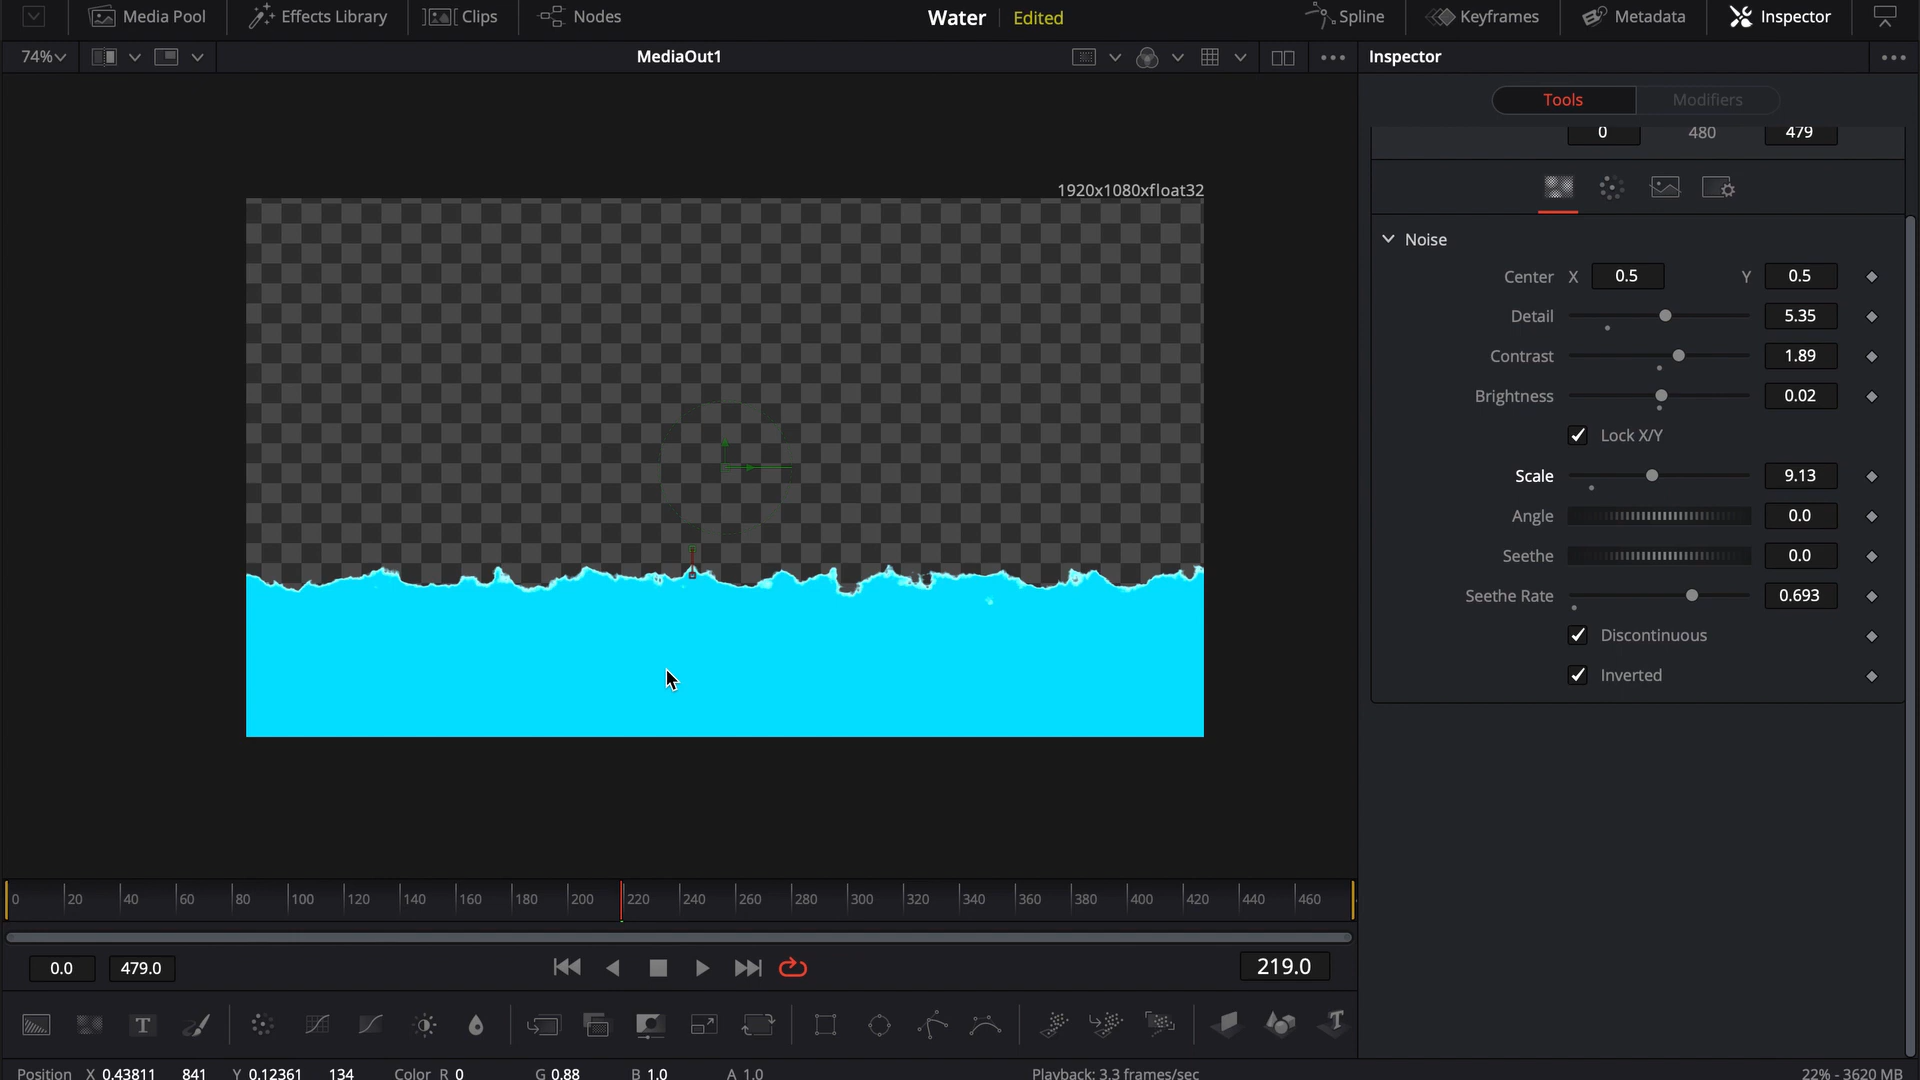 Media Pool Effects Library Clips Nodes Water Edited Spline Keyframes Metadata Inspector
74% MediaOut1 Inspector
Tools Modifiers
0 480 479
1920x1080xfloat32
Noise
Center X 0.5 Y 0.5
Detail 5.35
Contrast 1.89
Brightness 0.02
Lock X/Y
Scale 9.13
Angle 0.0
Seethe 0.0
Seethe Rate 0.693
Discontinuous
Inverted
0 20 40 60 80 100 120 140 160 180 200 220 240 260 280 300 320 340 360 380 400 420 440 460
0.0 479.0 219.0
T T
Position X 0.43811 841 Y 0.12361 134 Color R 0 G 0.88 B 1.0 A 1.0 Playback: 3.3 frames/sec 22% - 3620 MB